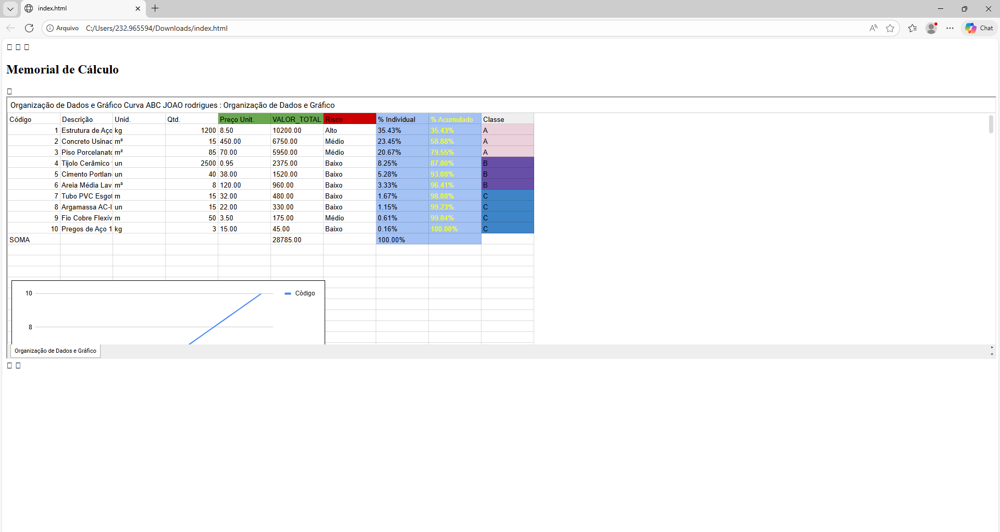 index.html
Arquivo C:/Users/232.965594/Downloads/index.html Chat
Memorial de Cálculo
Organização de Dados e Gráfico Curva ABC JOAO rodrigues : Organização de Dados e Gráfico
Código Descrição Unid. Qtd. Preço Unit. VALOR_TOTAL Risco % Individual % Acumulado Classe
1 Estrutura de Aço kg 1200 8.50 10200.00 Alto 35.43% 35.43% A
2 Concreto Usinac m³ 15 450.00 6750.00 Médio 23.45% 58.88% A
3 Piso Porcelanato m² 85 70.00 5950.00 Médio 20.67% 79.55% A
4 Tijolo Cerâmico un 2500 0.95 2375.00 Baixo 8.25% 87.80% B
5 Cimento Portlan un 40 38.00 1520.00 Baixo 5.28% 93.08% B
6 Areia Média Lav m³ 8 120.00 960.00 Baixo 3.33% 96.41% B
7 Tubo PVC Esgot m 15 32.00 480.00 Baixo 1.67% 98.08% C
8 Argamassa AC-I un 15 22.00 330.00 Baixo 1.15% 99.23% C
9 Fio Cobre Flexív m 50 3.50 175.00 Médio 0.61% 99.84% C
10 Pregos de Aço 1 kg 3 15.00 45.00 Baixo 0.16% 100.00% C
SOMA 28785.00 100.00%
10 Código
8
Organização de Dados e Gráfico